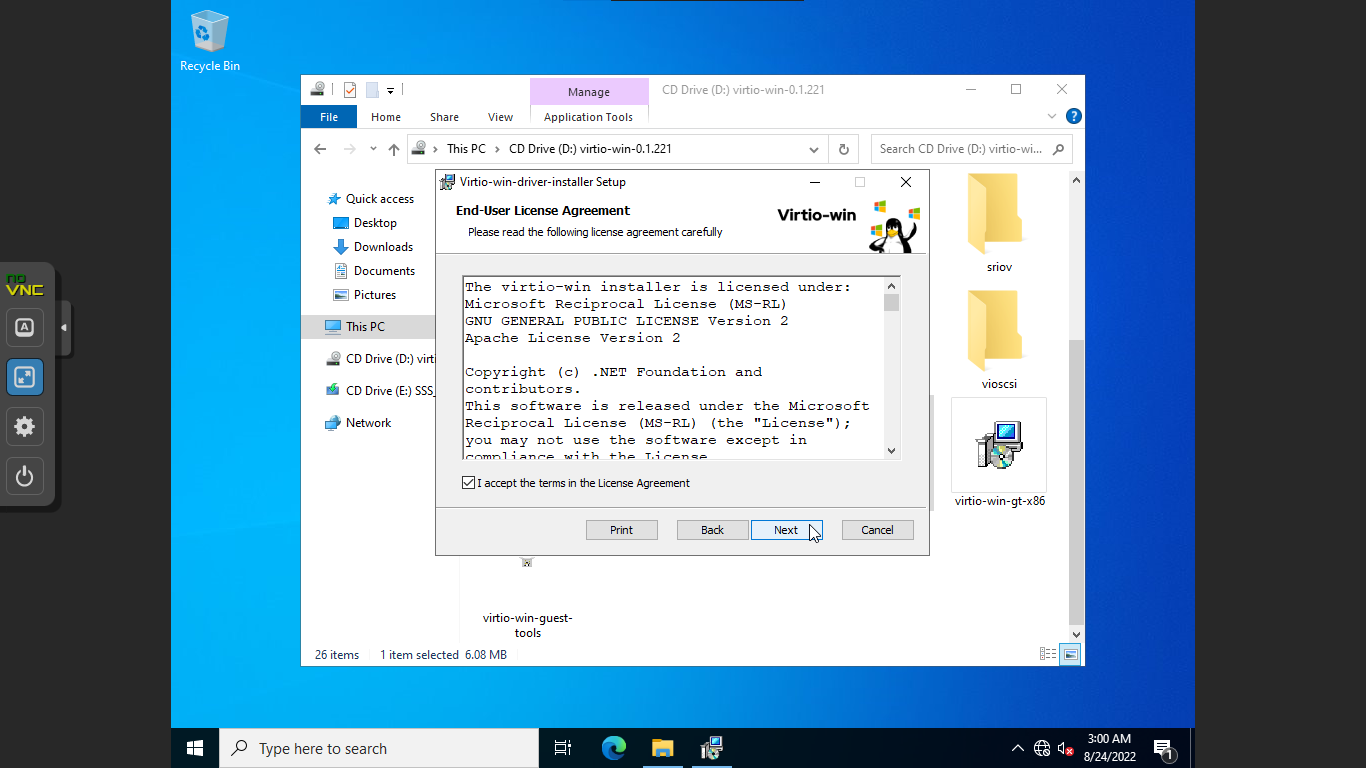 Recycle Bin
Manage
CD Drive (D:) virtio-win-0.1.221
File
Home
Share
View
Application Tools
?
This PC
CD Drive (D:) virtio-win-0.1.221
Search CD Drive (D:) virtio-wi...
Quick access
Desktop
Downloads
Documents
Pictures
This PC
CD Drive (D:) virti
CD Drive (E:) SSS_
Network
Virtio-win-driver-installer Setup
End-User License Agreement
Please read the following license agreement carefully
Virtio-win
The virtio-win installer is licensed under:
Microsoft Reciprocal License (MS-RL)
GNU GENERAL PUBLIC LICENSE Version 2
Apache License Version 2
Copyright (c) .NET Foundation and
contributors.
This software is released under the Microsoft
Reciprocal License (MS-RL) (the "License");
you may not use the software except in
compliance with the License.
I accept the terms in the License Agreement
Print
Back
Next
Cancel
sriov
vioscsi
virtio-win-gt-x86
virtio-win-guest-
tools
26 items
1 item selected 6.08 MB
no
VNC
A
Type here to search
3:00 AM
8/24/2022
1